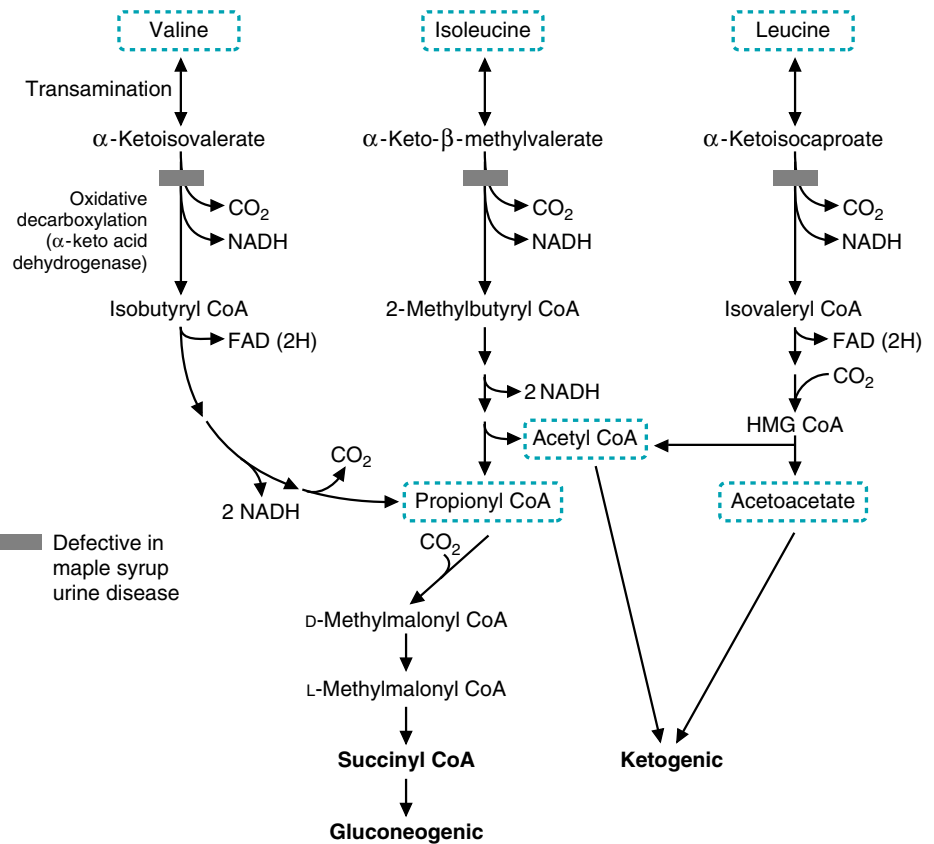 Valine
Isoleucine
Leucine
Transamination
α-Ketoisovalerate
α-Keto-β-methylvalerate
α-Ketoisocaproate
Oxidative
decarboxylation
(α-keto acid
dehydrogenase)
CO2
NADH
CO2
NADH
CO2
NADH
Isobutyryl CoA
2-Methylbutyryl CoA
Isovaleryl CoA
FAD (2H)
FAD (2H)
2 NADH
CO2
HMG CoA
Acetyl CoA
CO2
2 NADH
Propionyl CoA
Acetoacetate
Defective in
maple syrup
urine disease
CO2
D-Methylmalonyl CoA
L-Methylmalonyl CoA
Succinyl CoA
Ketogenic
Gluconeogenic